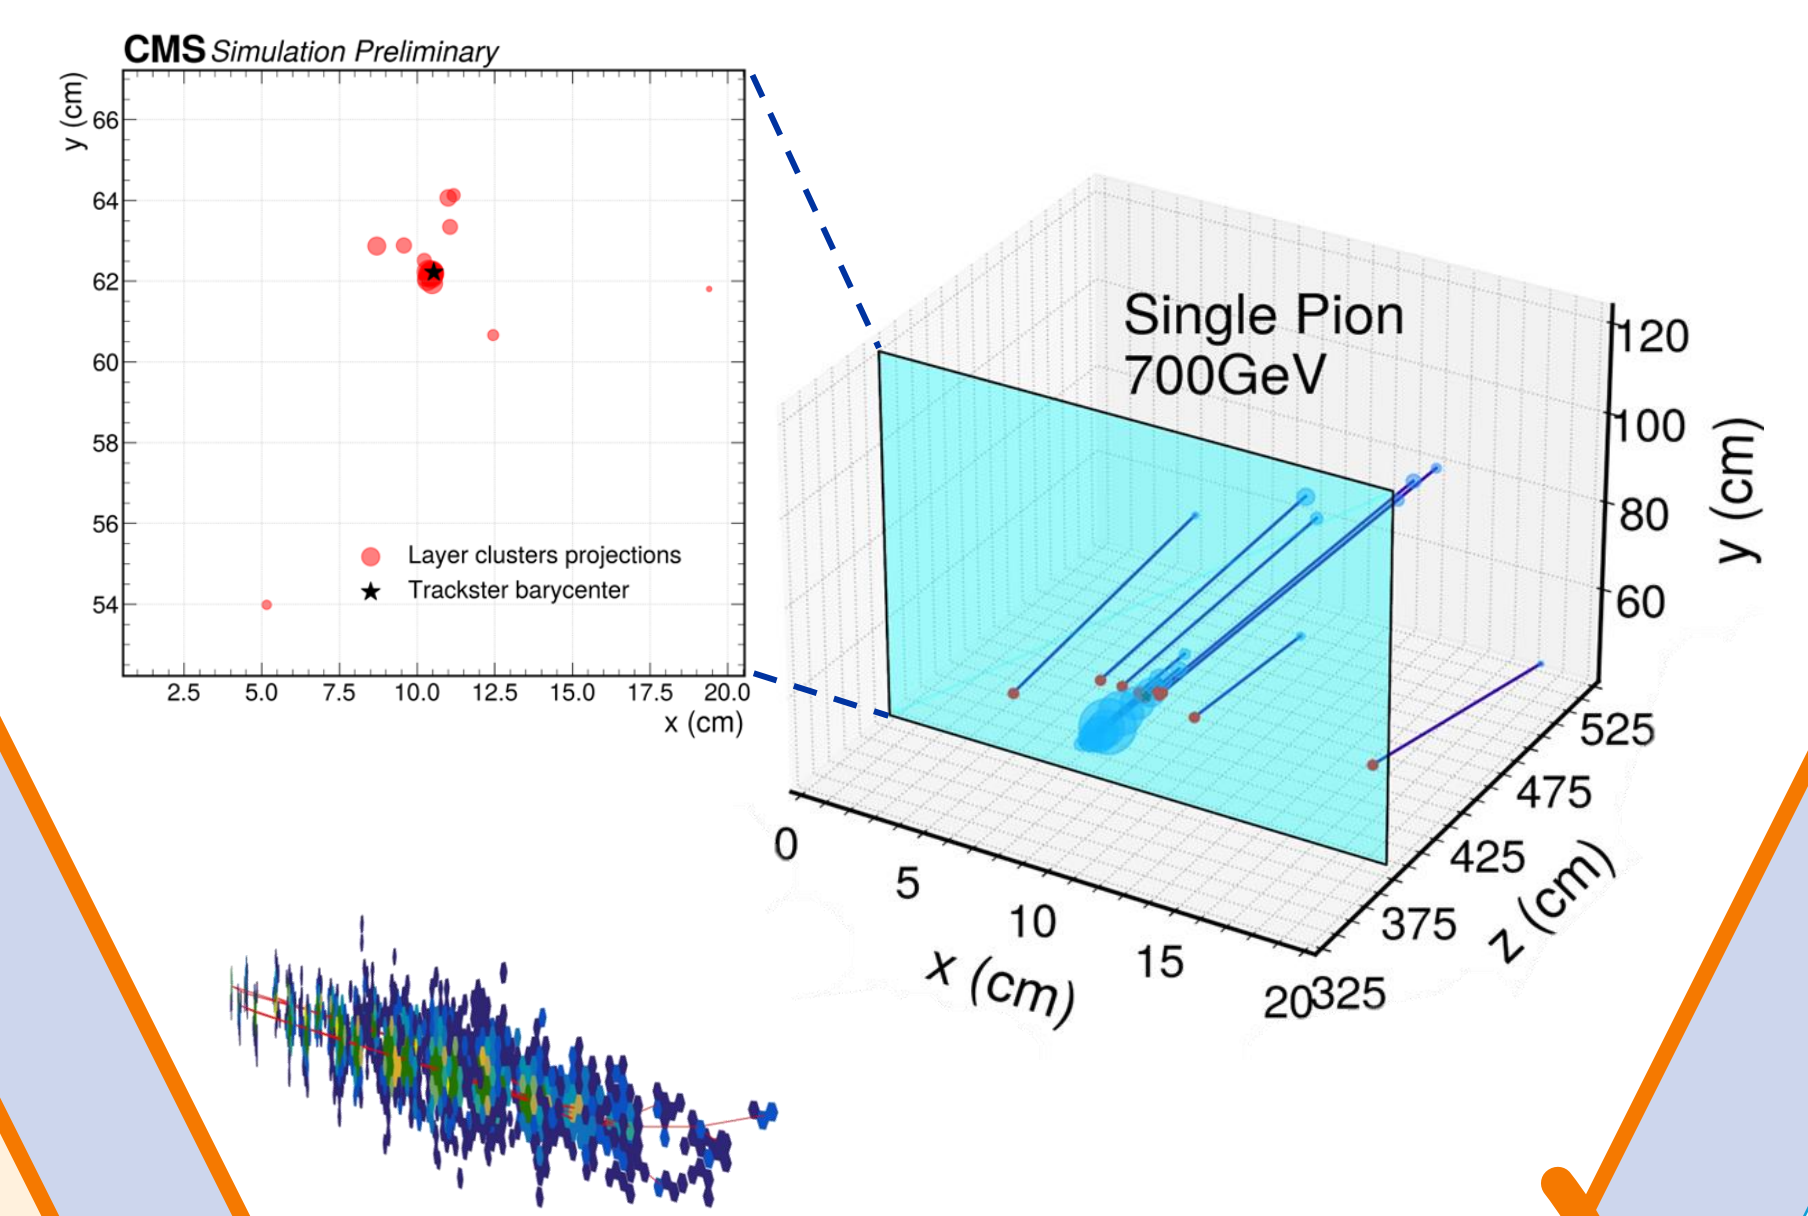 CMS Simulation Preliminary
y (cm)
66
64
62
60
58
56
54
Layer clusters projections
Trackster barycenter
2.5 5.0 7.5 10.0 12.5 15.0 17.5 20.0
x (cm)
Single Pion
700GeV
120
100
80
60
y (cm)
525
475
425
375
325
z (cm)
0
5
10
15
20
x (cm)